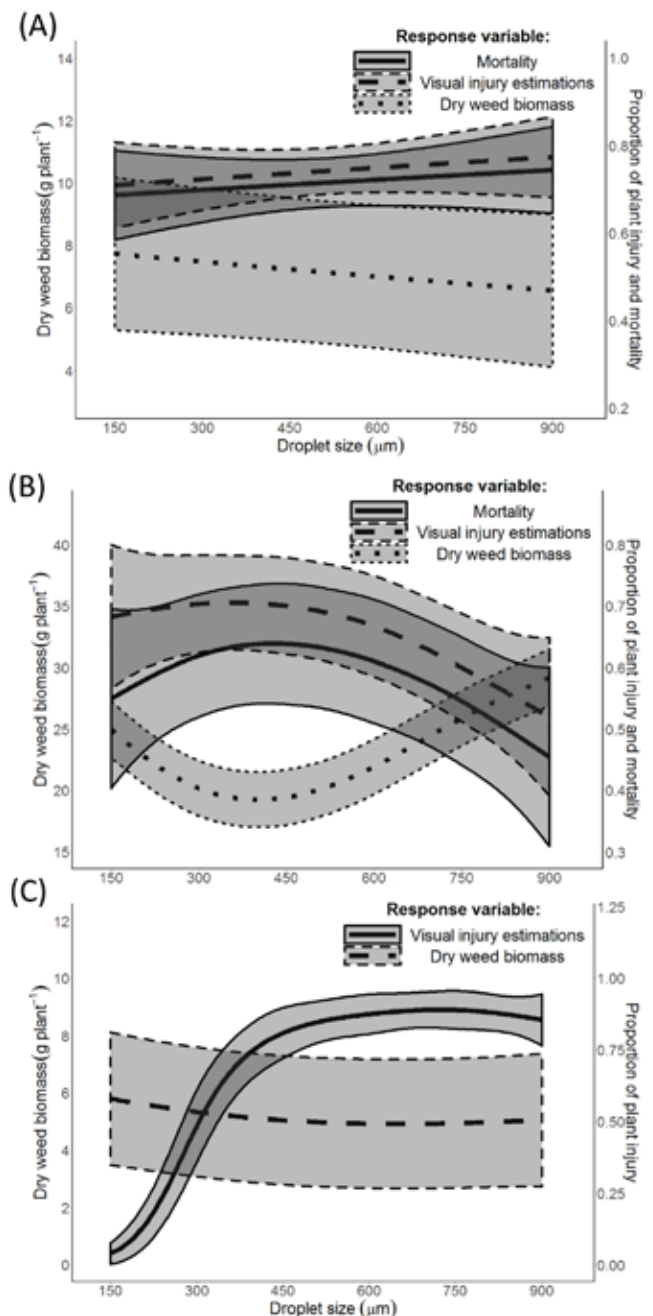 (A)
Response variable:
Mortality
Visual injury estimations
Dry weed biomass
14
12
10
8
6
4
Dry weed biomass(g plant⁻¹)
1.0
0.8
0.6
0.4
0.2
Proportion of plant injury and mortality
150 300 450 600 750 900
Droplet size (μm)
(B)
Response variable:
Mortality
Visual injury estimations
Dry weed biomass
40
35
30
25
20
15
Dry weed biomass(g plant⁻¹)
0.8
0.7
0.6
0.5
0.4
0.3
Proportion of plant injury and mortality
150 300 450 600 750 900
(C)
Response variable:
Visual injury estimations
Dry weed biomass
12
10
8
6
4
2
0
Dry weed biomass(g plant⁻¹)
1.25
1.00
0.75
0.50
0.25
0.00
Proportion of plant injury
150 300 450 600 750 900
Droplet size (μm)